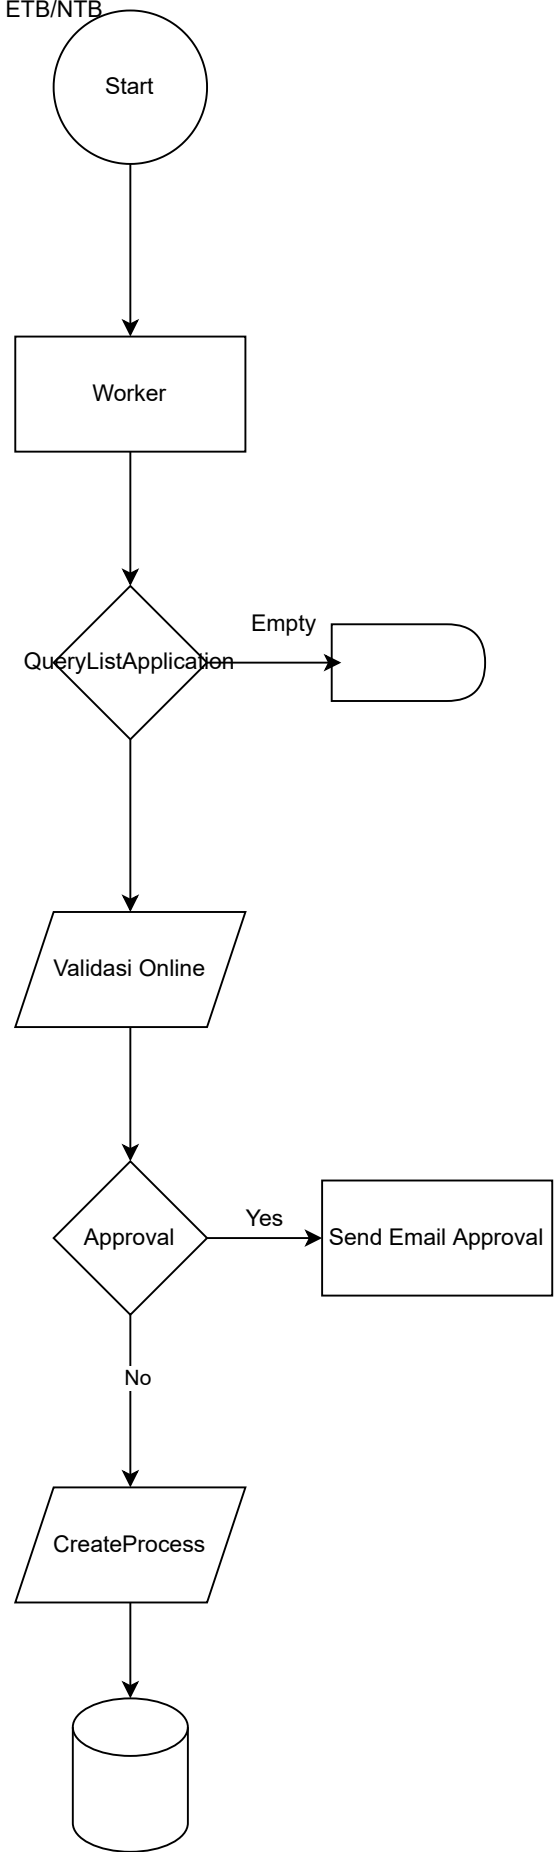 ETB/NTB
Start
Worker
Empty
QueryListApplication
Validasi Online
Yes
Approval
Send Email Approval
No
CreateProcess